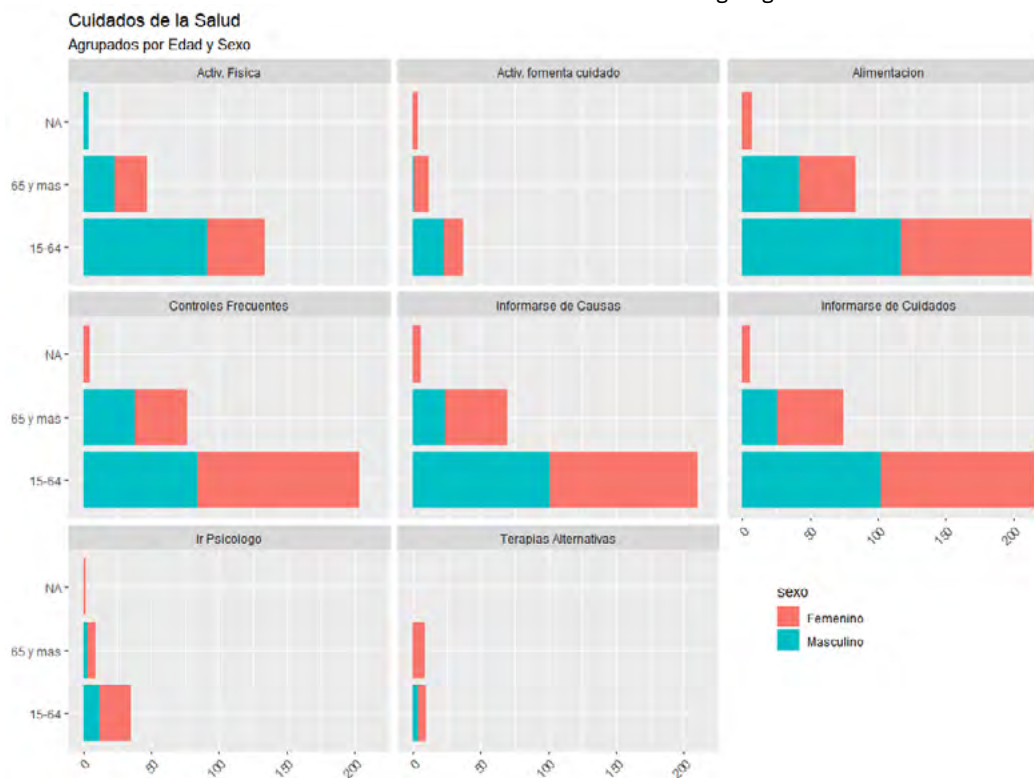 Cuidados de la Salud
Agrupados por Edad y Sexo
Activ. Fisica
Activ. fomenta cuidado
Alimentacion
NA
65 y mas
15-64
Controles Frecuentes
Informarse de Causas
Informarse de Cuidados
NA
65 y mas
15-64
0
50
100
150
200
Ir Psicologo
Terapias Alternativas
NA
65 y mas
15-64
0
50
100
150
200
0
50
100
150
200
sexo
Femenino
Masculino